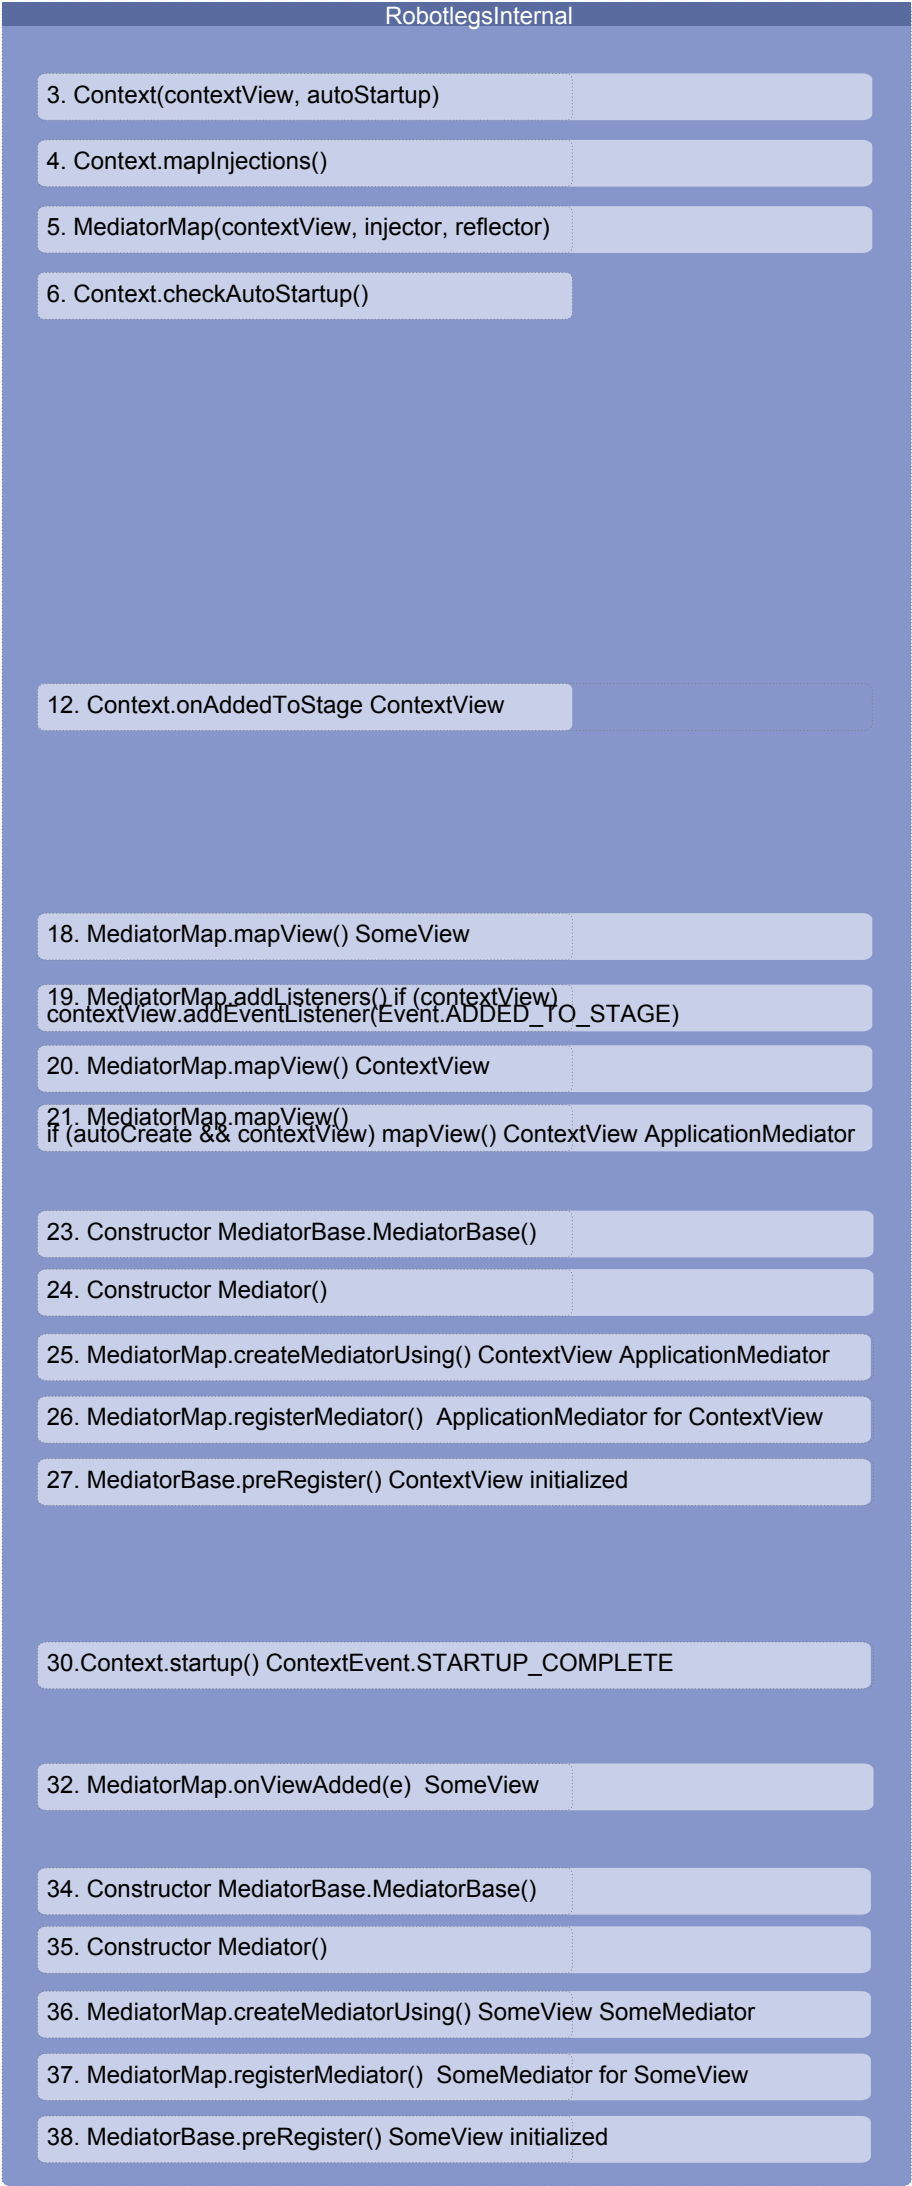 RobotlegsInternal
3. Context(contextView, autoStartup)
4. Context.mapInjections()
5. MediatorMap(contextView, injector, reflector)
6. Context.checkAutoStartup()
12. Context.onAddedToStage ContextView
18. MediatorMap.mapView() SomeView
19. MediatorMap.addListeners() if (contextView)
contextView.addEventListener(Event.ADDED_TO_STAGE)
20. MediatorMap.mapView() ContextView
21. MediatorMap.mapView()
if (autoCreate && contextView) mapView() ContextView ApplicationMediator
23. Constructor MediatorBase.MediatorBase()
24. Constructor Mediator()
25. MediatorMap.createMediatorUsing() ContextView ApplicationMediator
26. MediatorMap.registerMediator()  ApplicationMediator for ContextView
27. MediatorBase.preRegister() ContextView initialized
30.Context.startup() ContextEvent.STARTUP_COMPLETE
32. MediatorMap.onViewAdded(e)  SomeView
34. Constructor MediatorBase.MediatorBase()
35. Constructor Mediator()
36. MediatorMap.createMediatorUsing() SomeView SomeMediator
37. MediatorMap.registerMediator()  SomeMediator for SomeView
38. MediatorBase.preRegister() SomeView initialized